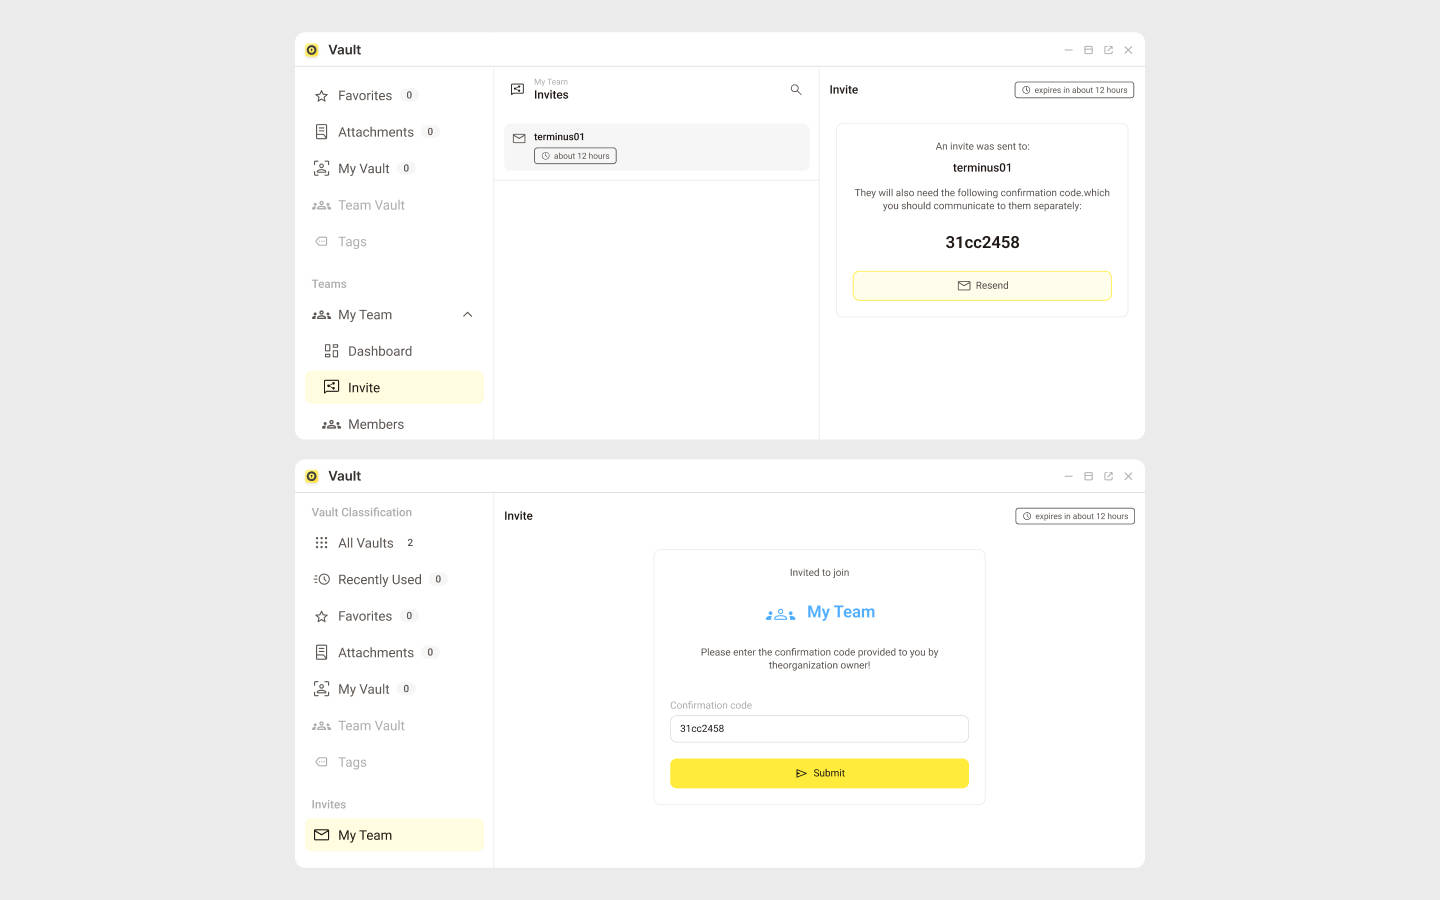 Vault
Favorites 0
Attachments 0
My Vault 0
Team Vault
Tags
Teams
My Team
Dashboard
Invite
Members
My Team
Invites
terminus01
about 12 hours
Invite
expires in about 12 hours
An invite was sent to:
terminus01
They will also need the following confirmation code.which
you should communicate to them separately:
31cc2458
Resend
Vault
Vault Classification
All Vaults 2
Recently Used 0
Favorites 0
Attachments 0
My Vault 0
Team Vault
Tags
Invites
My Team
Invite
expires in about 12 hours
Invited to join
My Team
Please enter the confirmation code provided to you by
theorganization owner!
Confirmation code
31cc2458
Submit